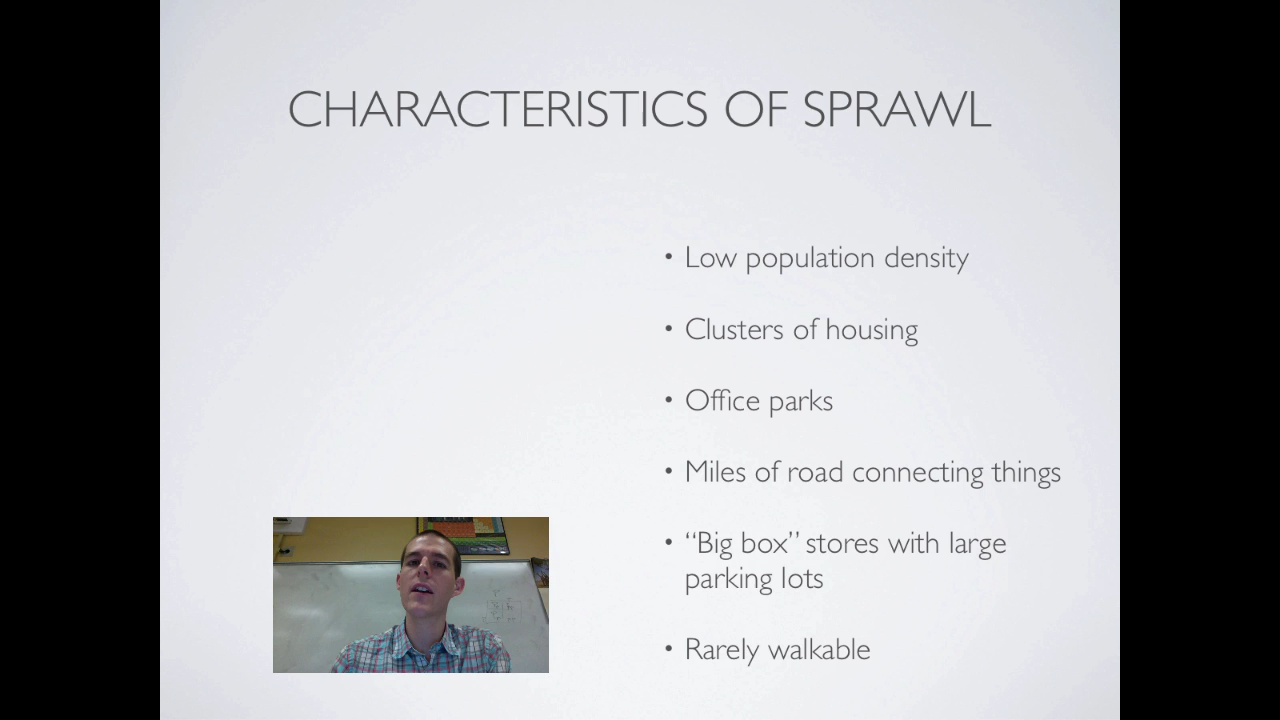 CHARACTERISTICS OF SPRAWL
• Low population density
• Clusters of housing
• Office parks
• Miles of road connecting things
• “Big box” stores with large
parking lots
• Rarely walkable